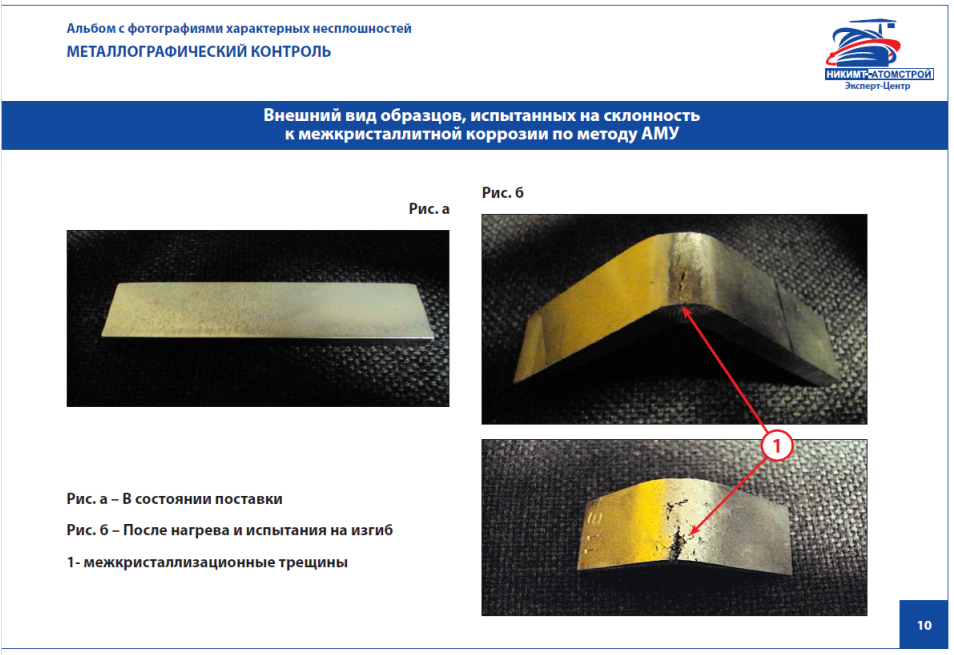 Альбом с фотографиями характерных несплошностей
МЕТАЛЛОГРАФИЧЕСКИЙ КОНТРОЛЬ
НИКИМТ-АТОМСТРОЙ
Эксперт-Центр
Внешний вид образцов, испытанных на склонность
к межкристаллитной коррозии по методу АМУ
Рис. а
Рис. б
1
Рис. а – В состоянии поставки
Рис. б – После нагрева и испытания на изгиб
1- межкристаллизационные трещины
10